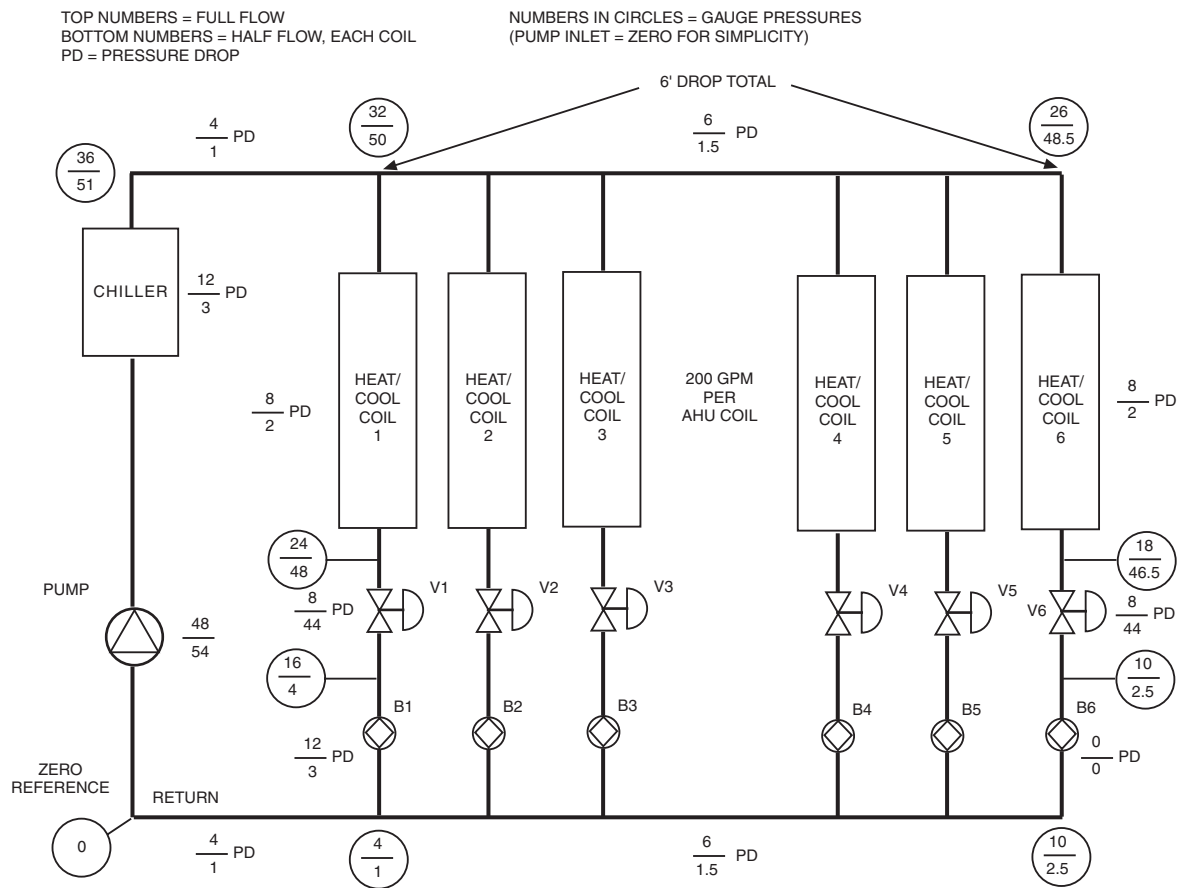 TOP NUMBERS = FULL FLOW
BOTTOM NUMBERS = HALF FLOW, EACH COIL
PD = PRESSURE DROP
NUMBERS IN CIRCLES = GAUGE PRESSURES
(PUMP INLET = ZERO FOR SIMPLICITY)
6' DROP TOTAL
4
1
PD
32
50
6
1.5
PD
26
48.5
36
51
CHILLER
12
3
PD
8
2
PD
HEAT/
COOL
COIL
1
HEAT/
COOL
COIL
2
HEAT/
COOL
COIL
3
200 GPM
PER
AHU COIL
HEAT/
COOL
COIL
4
HEAT/
COOL
COIL
5
HEAT/
COOL
COIL
6
8
2
PD
24
48
18
46.5
PUMP
48
54
8
44
PD
V1
V2
V3
V4
V5
V6
8
44
PD
16
4
10
2.5
B1
B2
B3
B4
B5
B6
12
3
PD
0
0
PD
ZERO
REFERENCE
RETURN
0
4
1
PD
4
1
6
1.5
PD
10
2.5